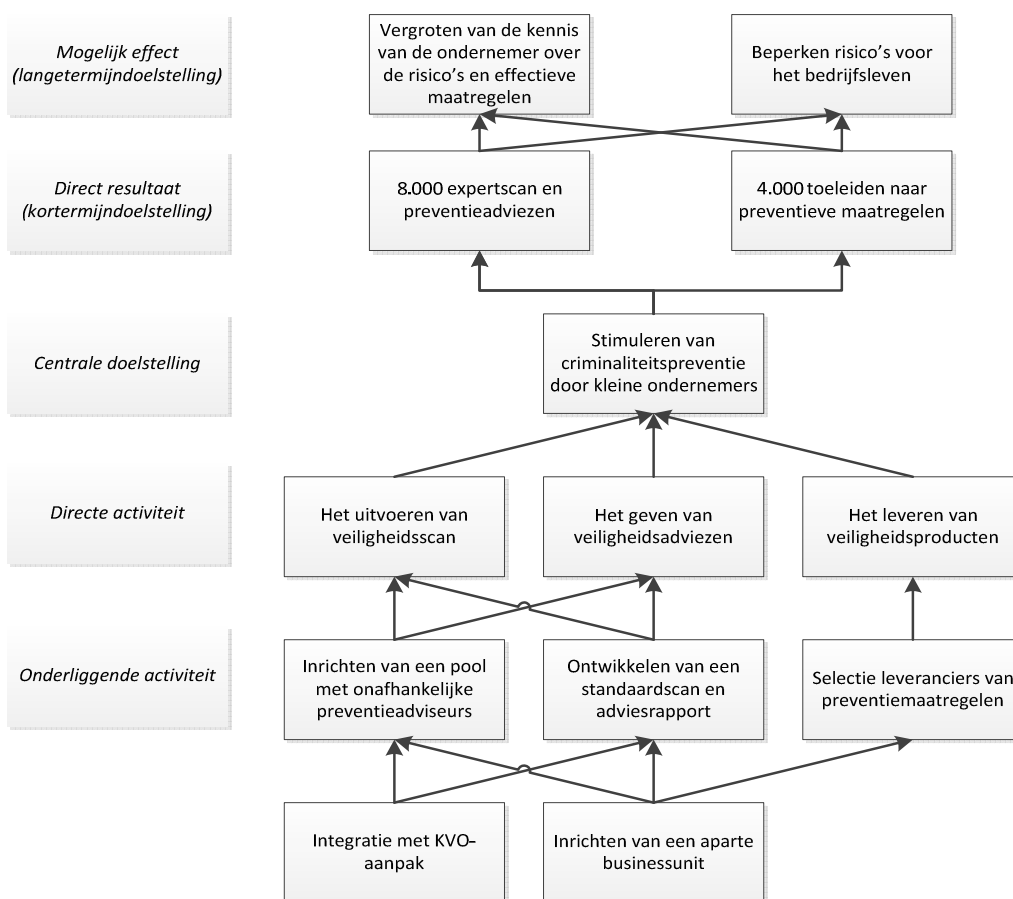 Mogelijk effect
(langetermijndoelstelling)
Vergroten van de kennis
van de ondernemer over
de risico's en effectieve
maatregelen
Beperken risico's voor
het bedrijfsleven
Direct resultaat
(kortermijndoelstelling)
8.000 expertscan en
preventieadviezen
4.000 toeleiden naar
preventieve maatregelen
Centrale doelstelling
Stimuleren van
criminaliteitspreventie
door kleine ondernemers
Directe activiteit
Het uitvoeren van
veiligheidsscan
Het geven van
veiligheidsadviezen
Het leveren van
veiligheidsproducten
Onderliggende activiteit
Inrichten van een pool
met onafhankelijke
preventieadviseurs
Ontwikkelen van een
standaardscan en
adviesrapport
Selectie leveranciers van
preventiemaatregelen
Integratie met KVO-
aanpak
Inrichten van een aparte
businessunit